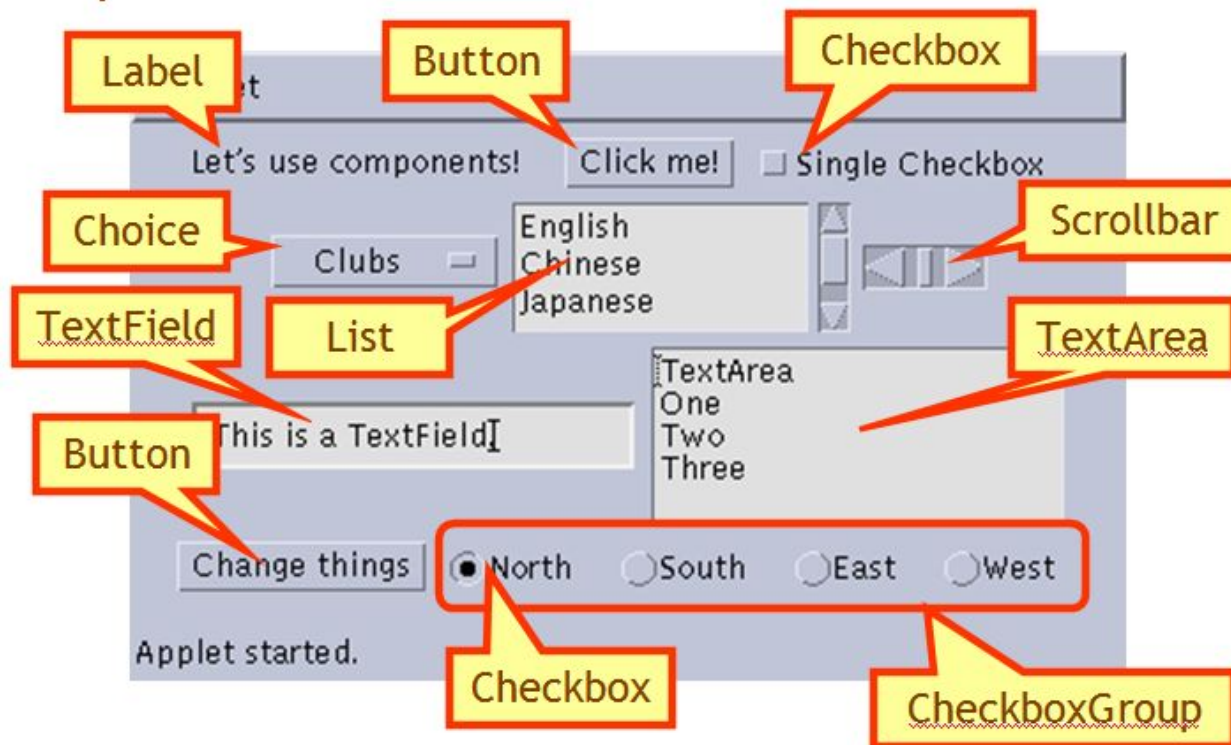 Label
Button
Checkbox
et
Let's use components!
Click me!
Single Checkbox
Choice
Clubs
English
Chinese
Japanese
Scrollbar
TextField
List
TextArea
This is a TextField
TextArea
One
Two
Three
Button
Change things
North
South
East
West
Applet started.
Checkbox
CheckboxGroup